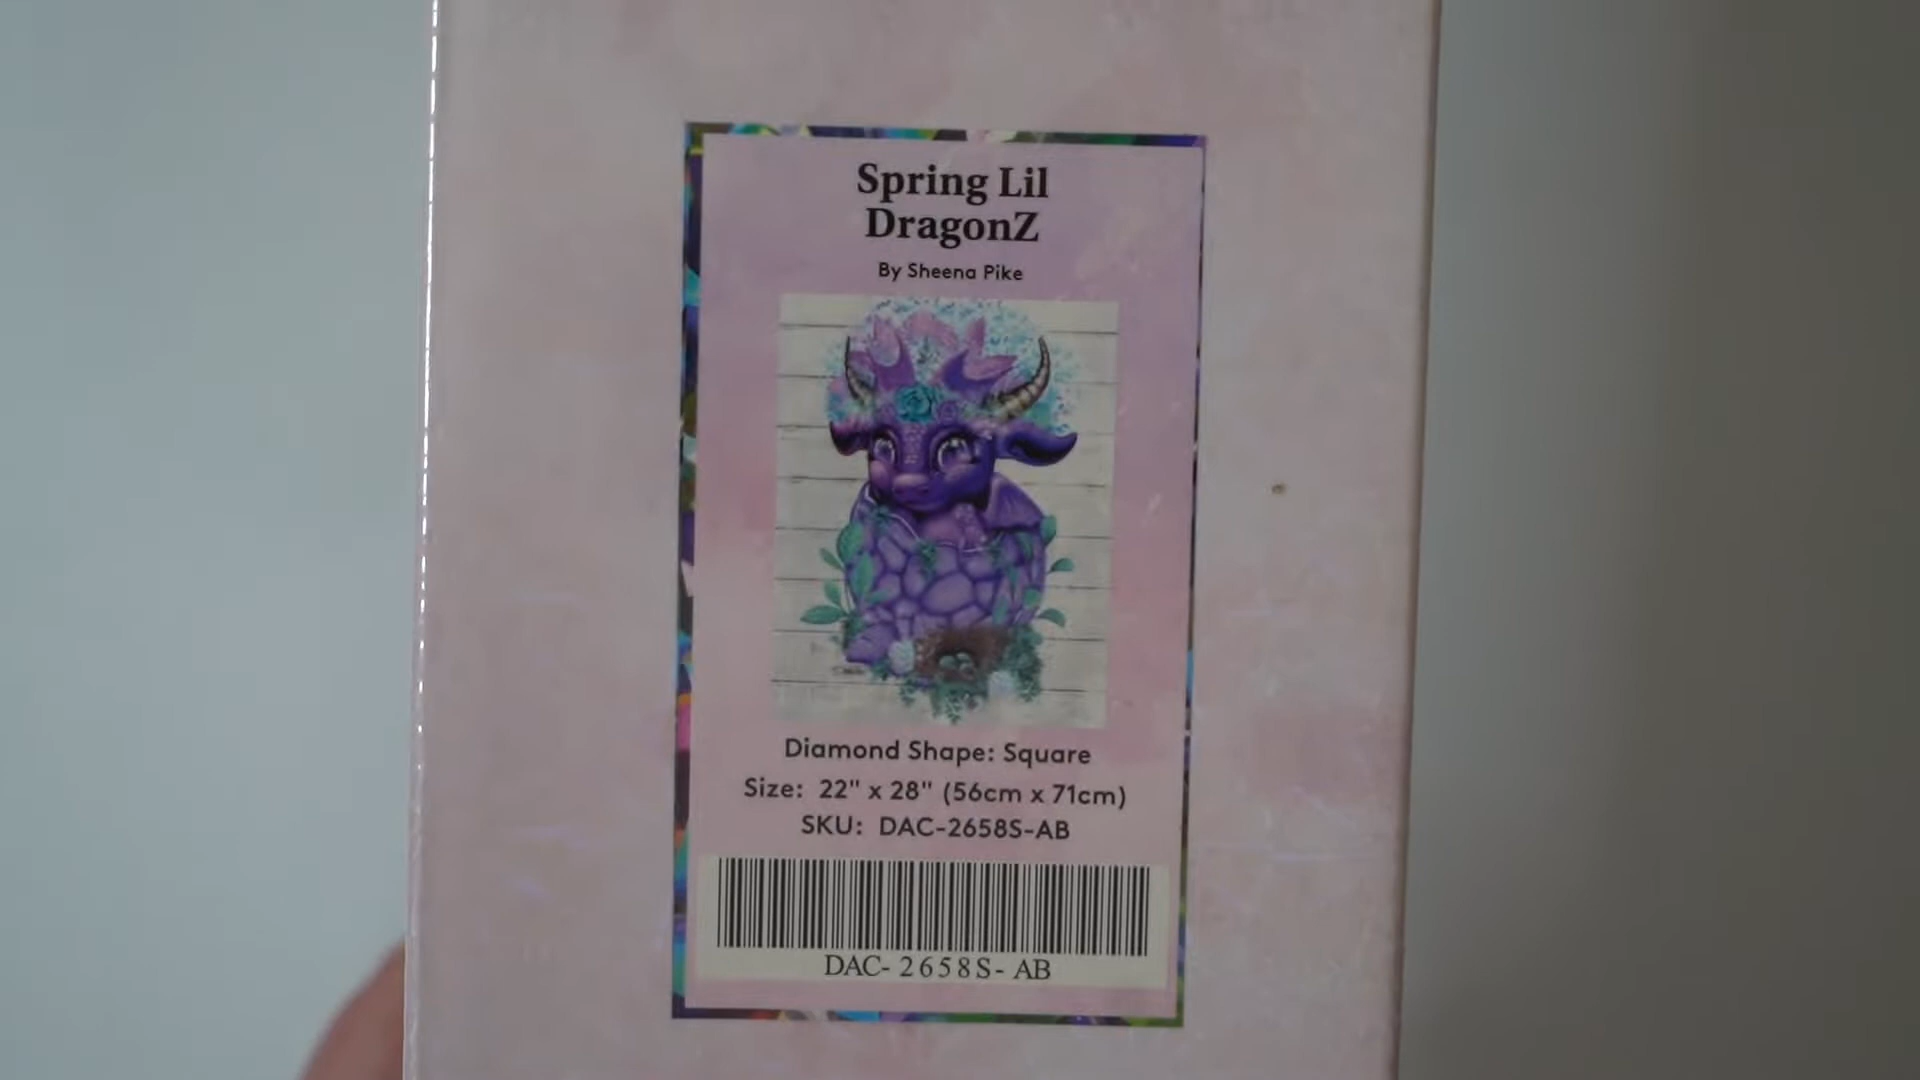 Spring Lil
DragonZ
By Sheena Pike
Diamond Shape: Square
Size: 22" x 28" (56cm x 71cm)
SKU: DAC-2658S-AB
DAC- 2658S- AB